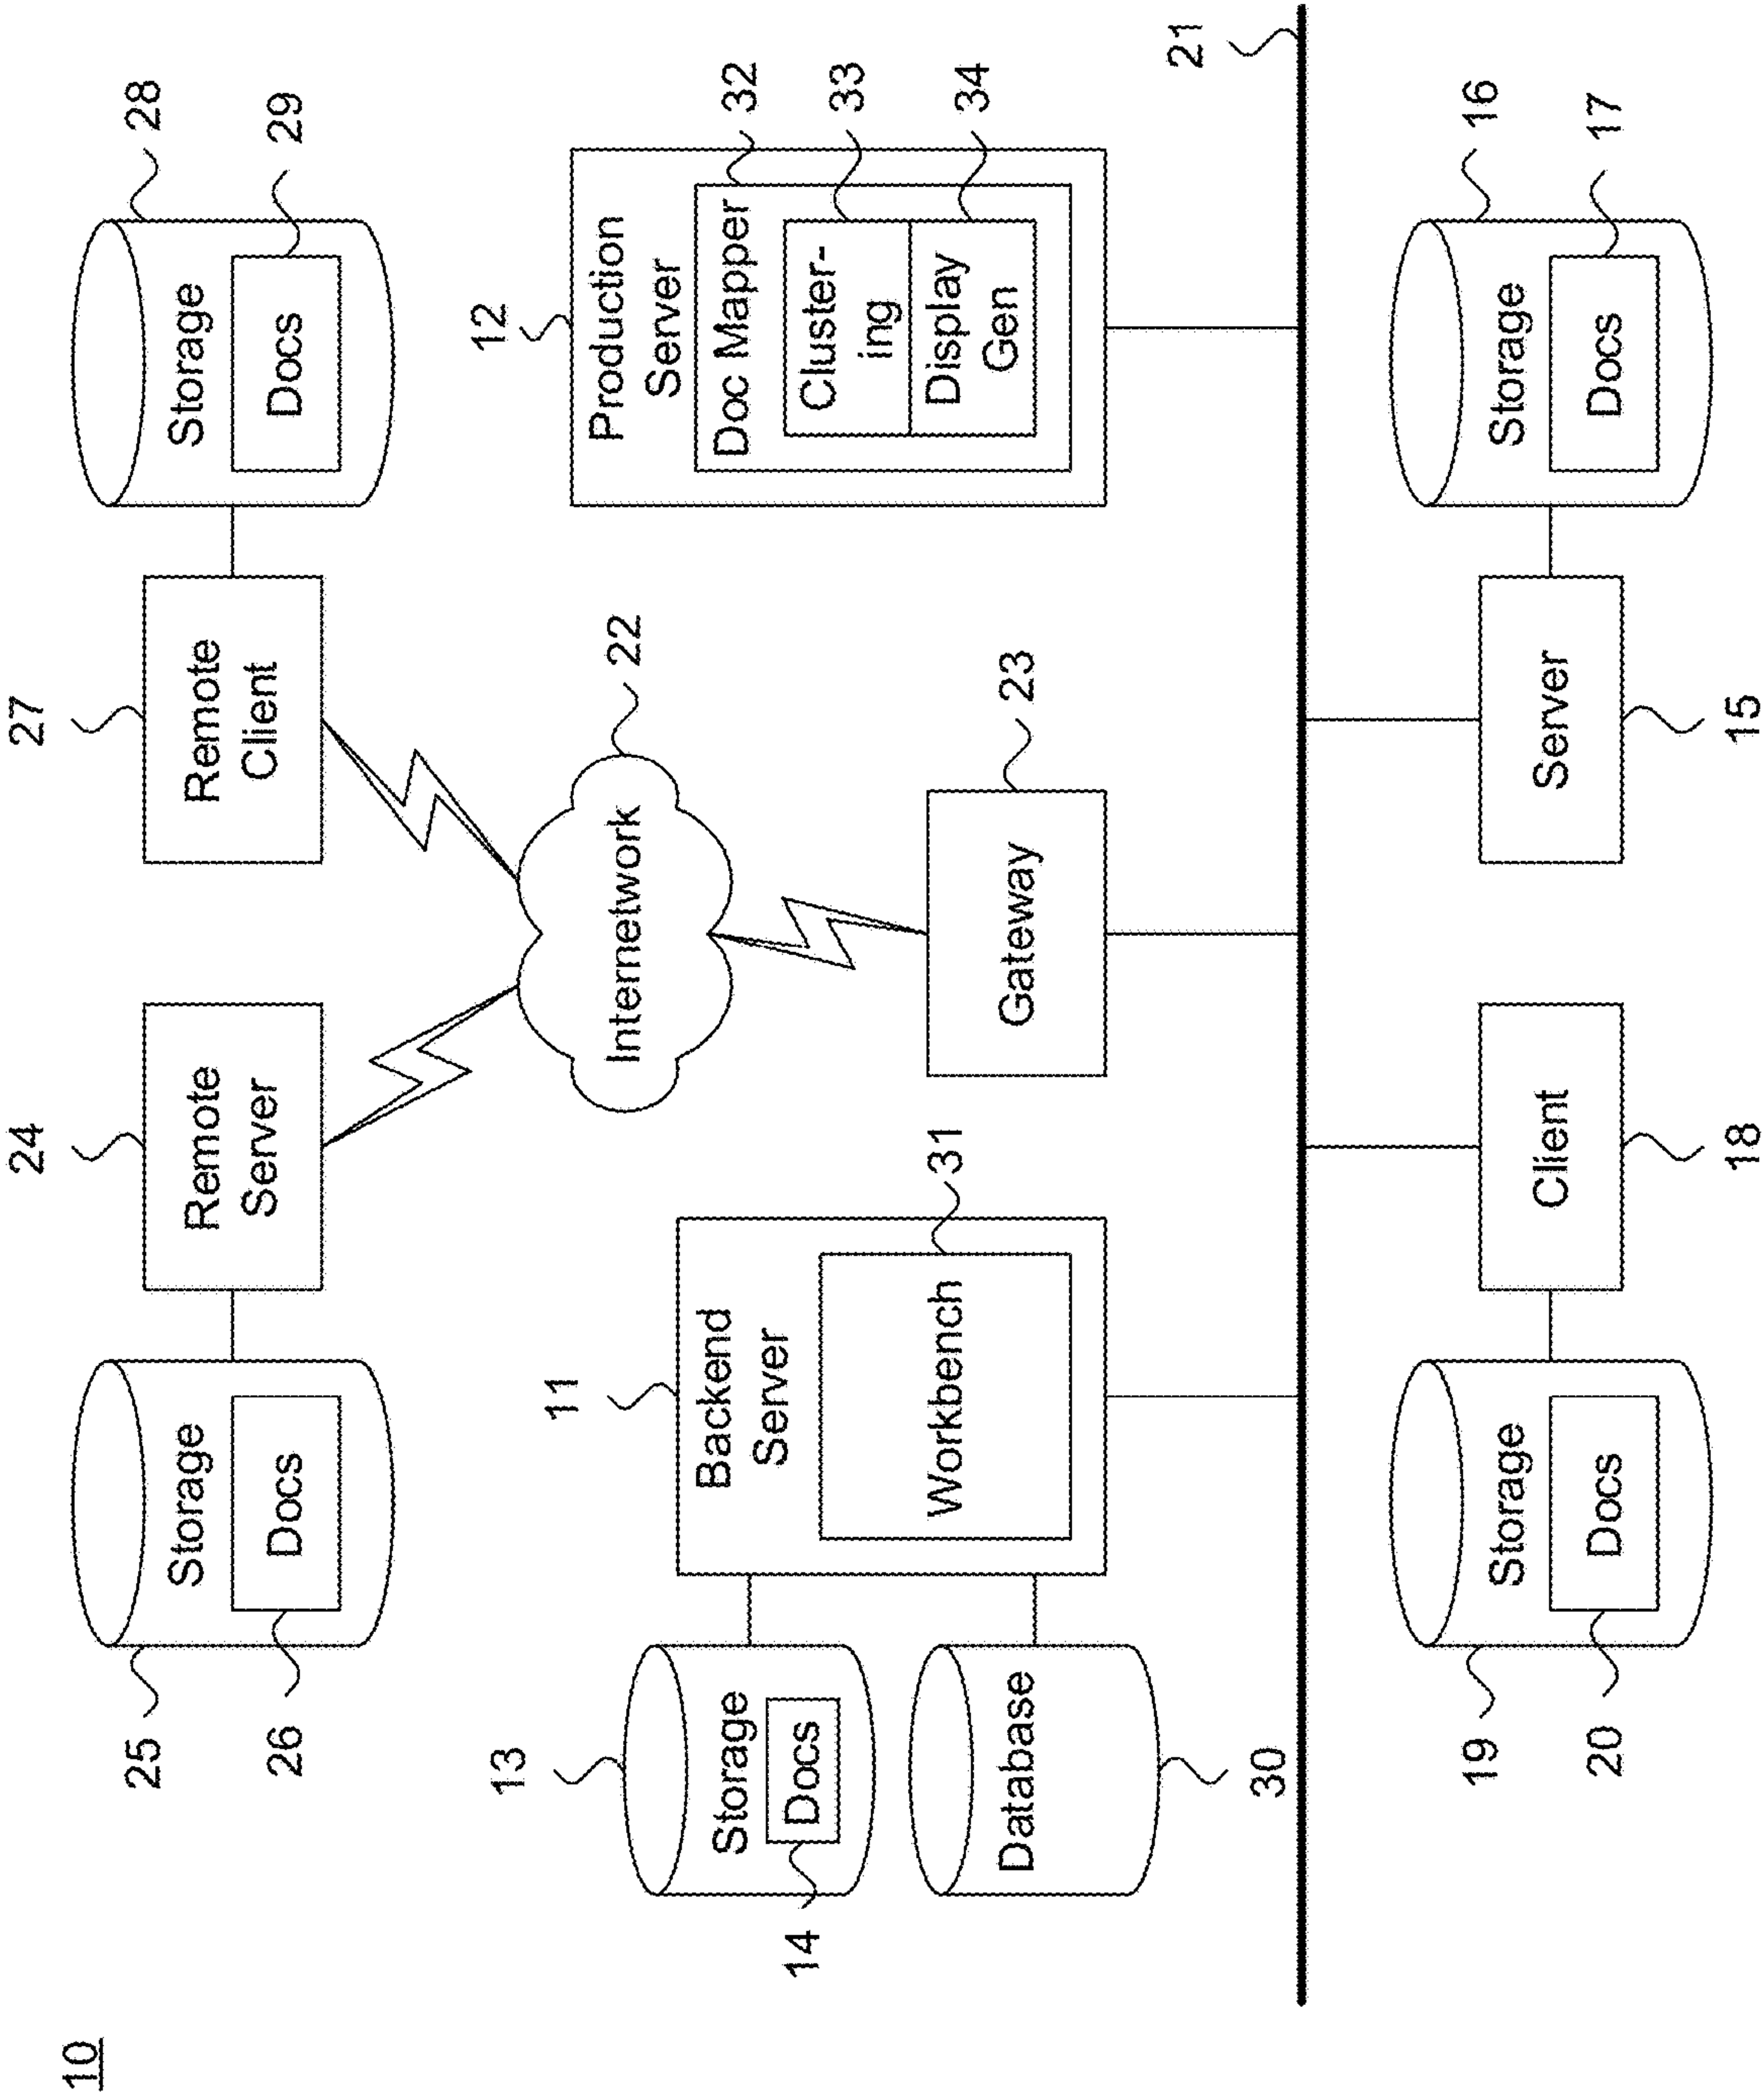 10
24
27
25
Storage
Docs
26
Remote
Server
Remote
Client
28
Storage
Docs
29
13
Storage
Docs
14
Database
30
11
Backend
Server
Workbench
31
Internetwork
22
Gateway
23
12
Production
Server
Doc Mapper
Cluster-
ing
Display
Gen
32
33
34
21
19
Storage
Docs
20
Client
18
Server
15
Storage
Docs
16
17